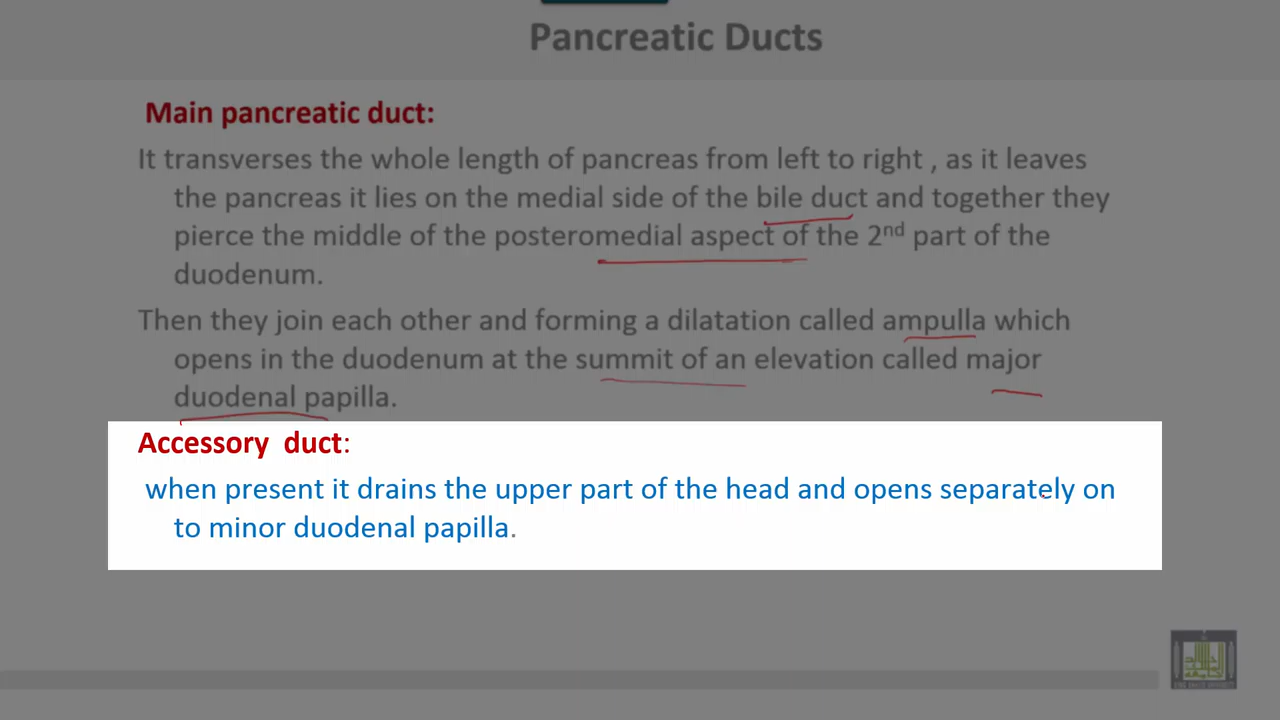 Pancreatic Ducts
Main pancreatic duct:
It transverses the whole length of pancreas from left to right , as it leaves
the pancreas it lies on the medial side of the bile duct and together they
pierce the middle of the posteromedial aspect of the 2nd part of the
duodenum.
Then they join each other and forming a dilatation called ampulla which
opens in the duodenum at the summit of an elevation called major
duodenal papilla.
Accessory duct:
when present it drains the upper part of the head and opens separately on
to minor duodenal papilla.